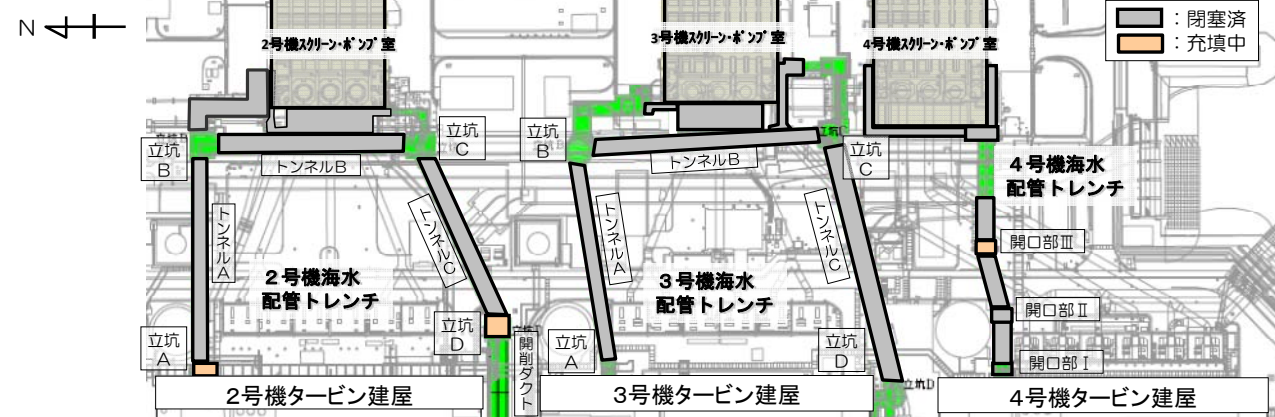 N
：閉塞済
：充填中
2号機スクリーン・ポンプ室
3号機スクリーン・ポンプ室
4号機スクリーン・ポンプ室
立坑
B
トンネルB
立坑
C
立坑
B
トンネルB
立坑C
立坑
C
4号機海水
配管トレンチ
トンネルA
トンネルC
トンネルA
トンネルC
開口部Ⅲ
2号機海水
配管トレンチ
3号機海水
配管トレンチ
開口部Ⅱ
立坑
A
立坑
D
開削ダクト
立坑
A
立坑
D
開口部Ⅰ
立坑D
2号機タービン建屋
3号機タービン建屋
4号機タービン建屋